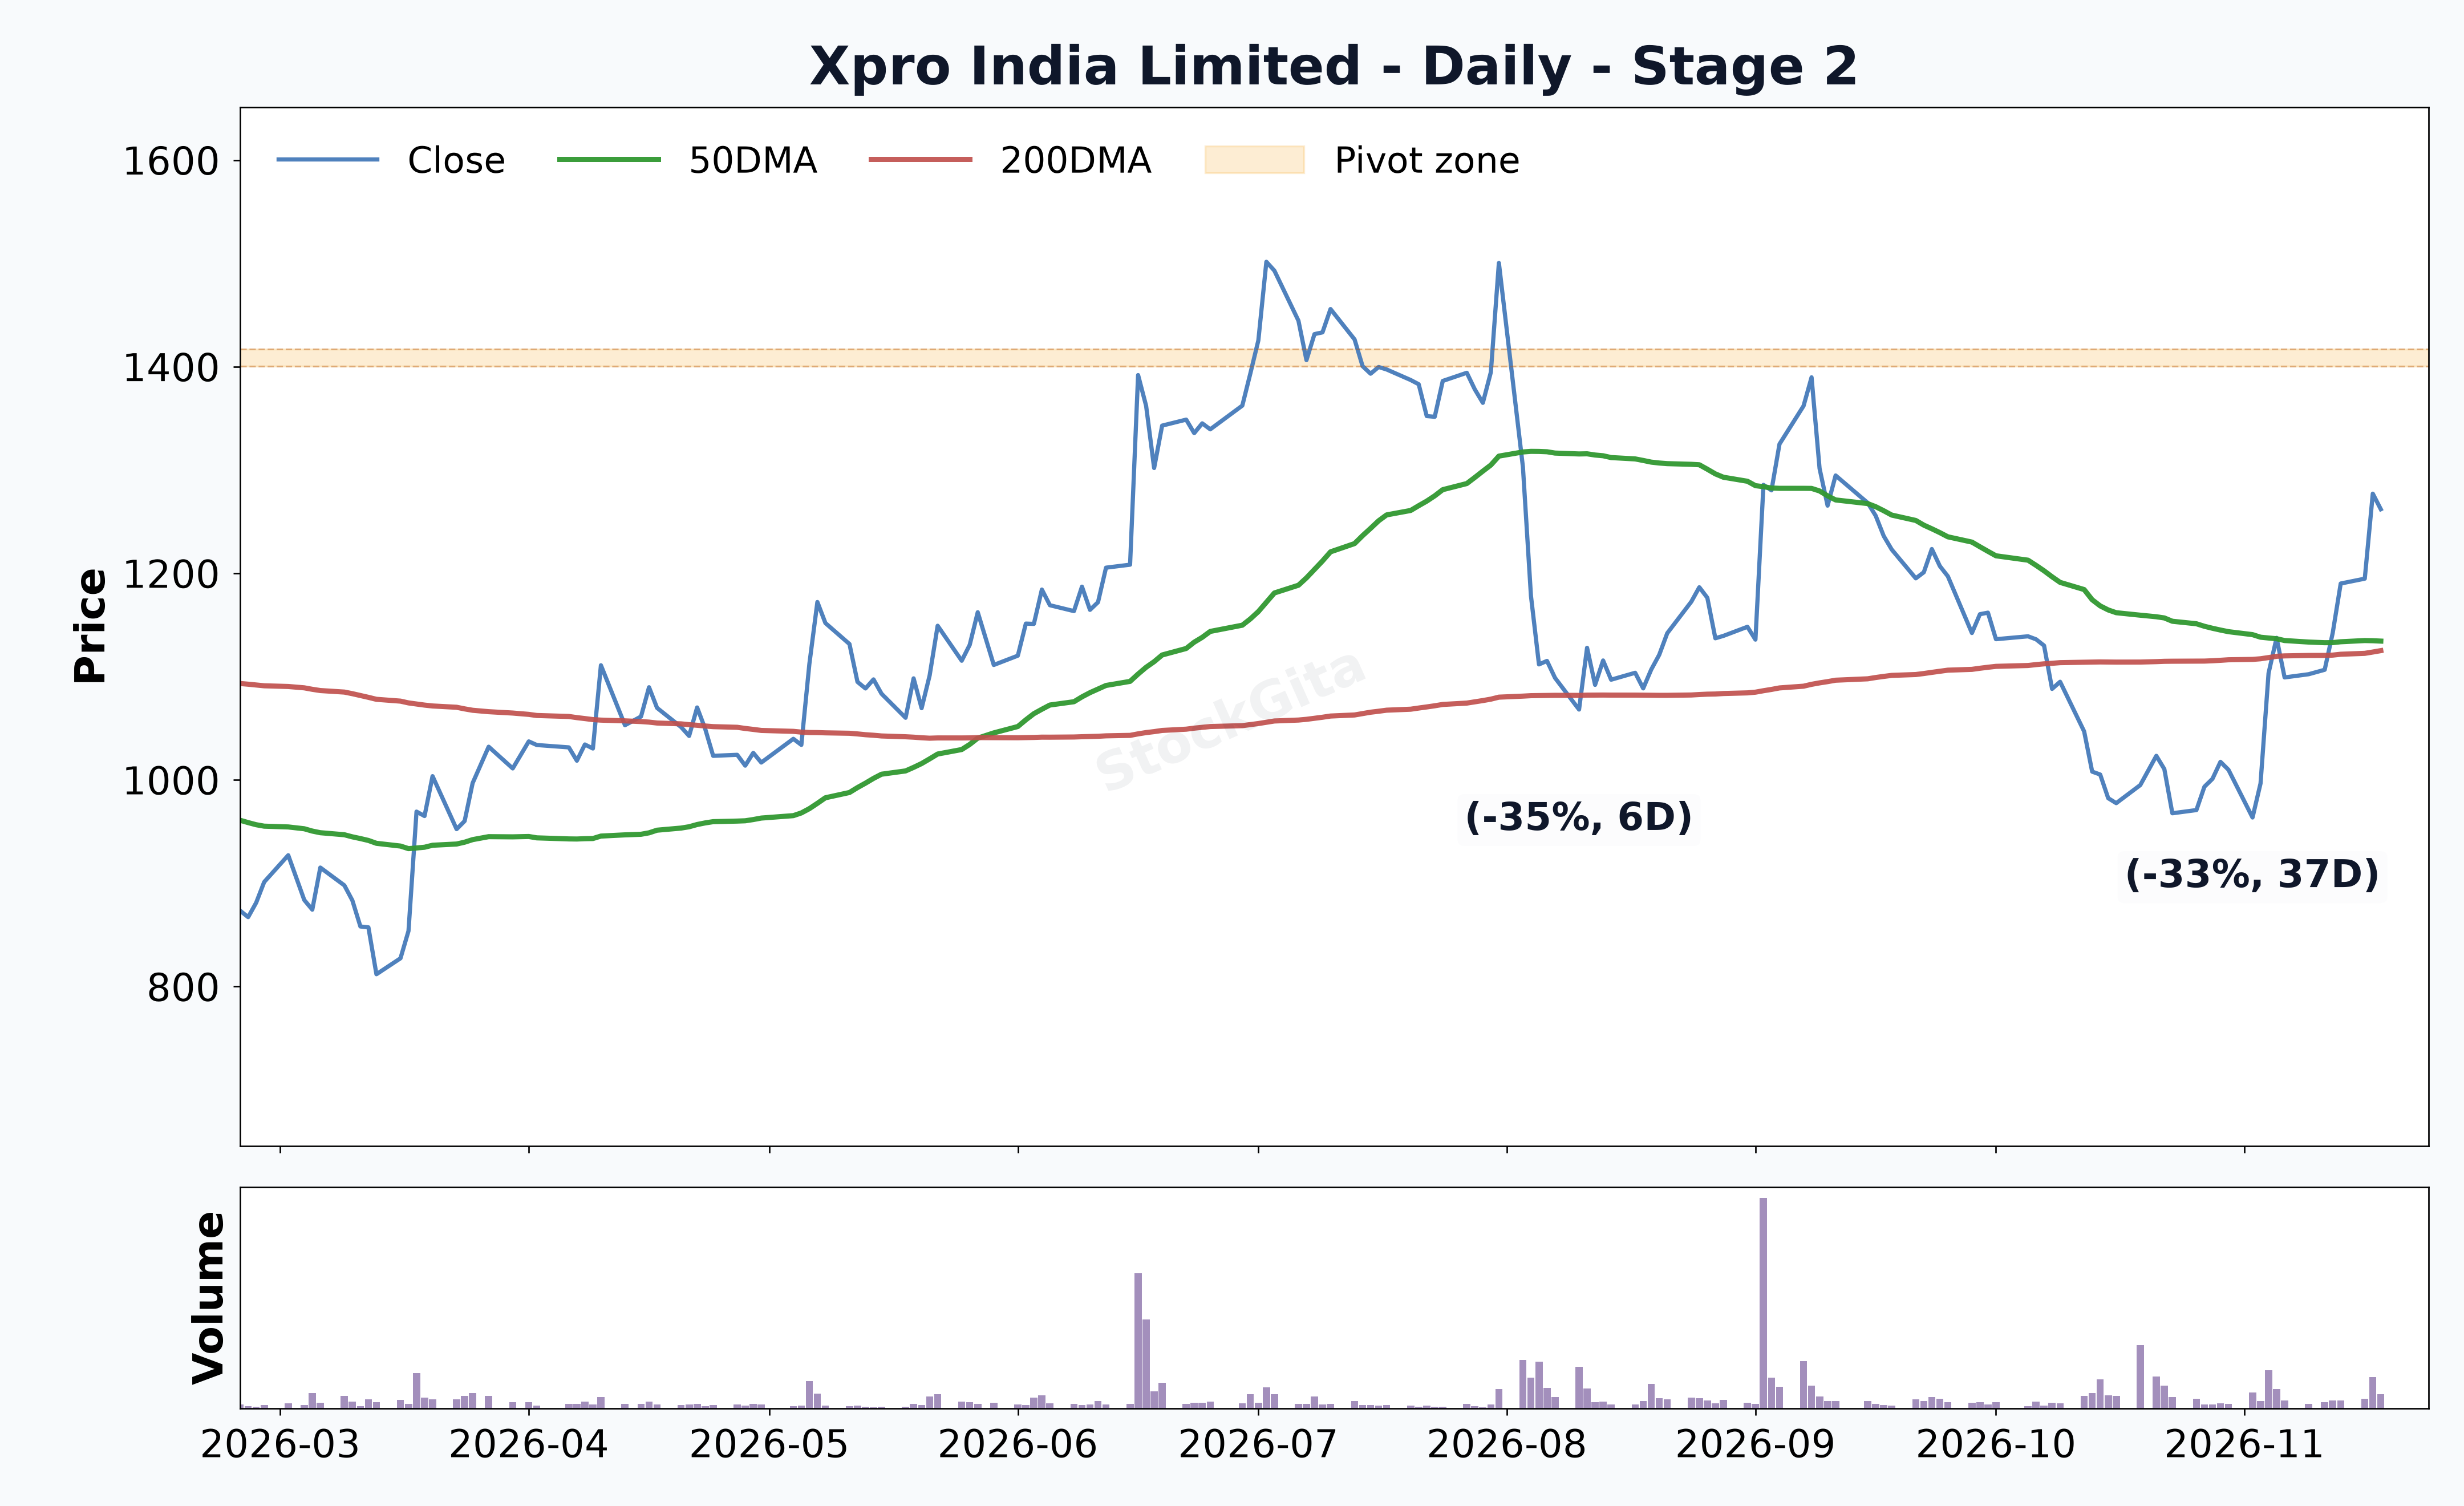 Xpro India Limited - Daily - Stage 2
Close 50DMA 200DMA Pivot zone
Price
1600
1400
1200
1000
800
StockGita
(-35%, 6D)
(-33%, 37D)
Volume
2026-03 2026-04 2026-05 2026-06 2026-07 2026-08 2026-09 2026-10 2026-11